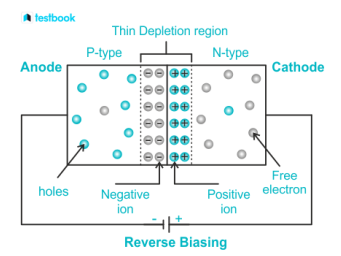 testbook
Thin Depletion region
P-type
N-type
Anode
Cathode
holes
Negative
ion
Positive
ion
Free
electron
- +
Reverse Biasing